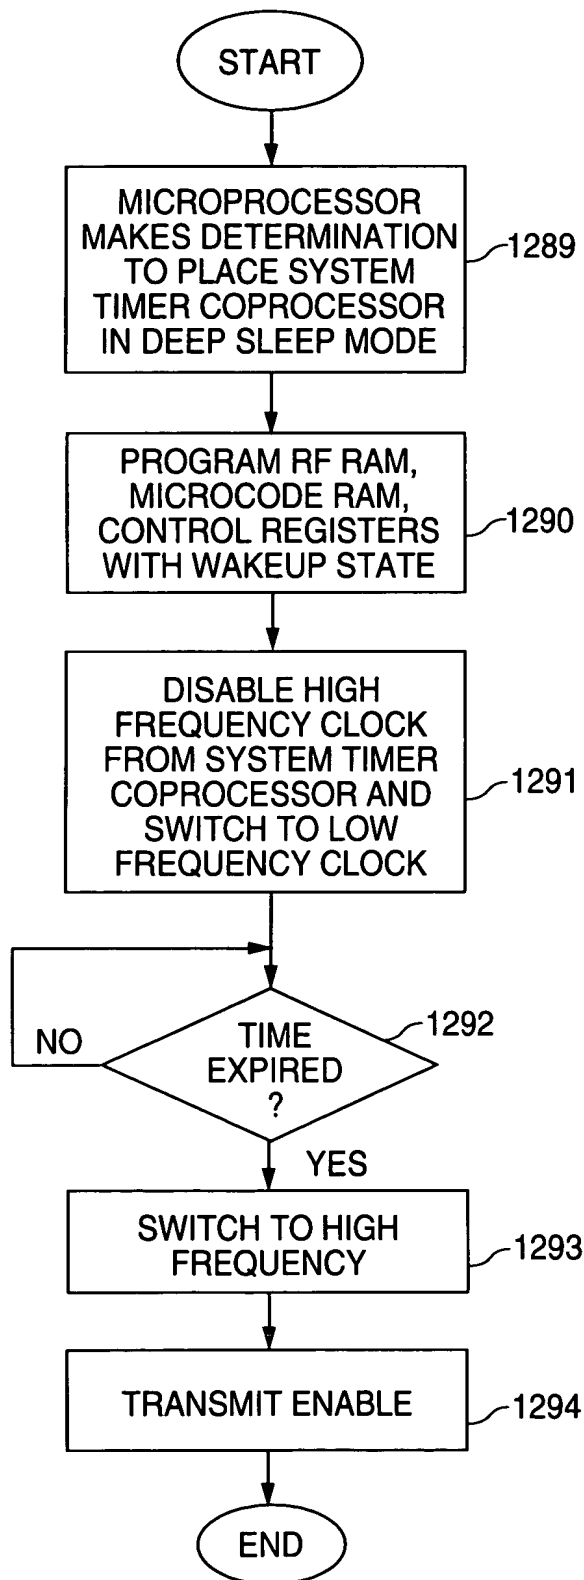 START
MICROPROCESSOR
MAKES DETERMINATION
TO PLACE SYSTEM
TIMER COPROCESSOR
IN DEEP SLEEP MODE
1289
PROGRAM RF RAM,
MICROCODE RAM,
CONTROL REGISTERS
WITH WAKEUP STATE
1290
DISABLE HIGH
FREQUENCY CLOCK
FROM SYSTEM TIMER
COPROCESSOR AND
SWITCH TO LOW
FREQUENCY CLOCK
1291
TIME
EXPIRED
?
1292
NO
YES
SWITCH TO HIGH
FREQUENCY
1293
TRANSMIT ENABLE
1294
END